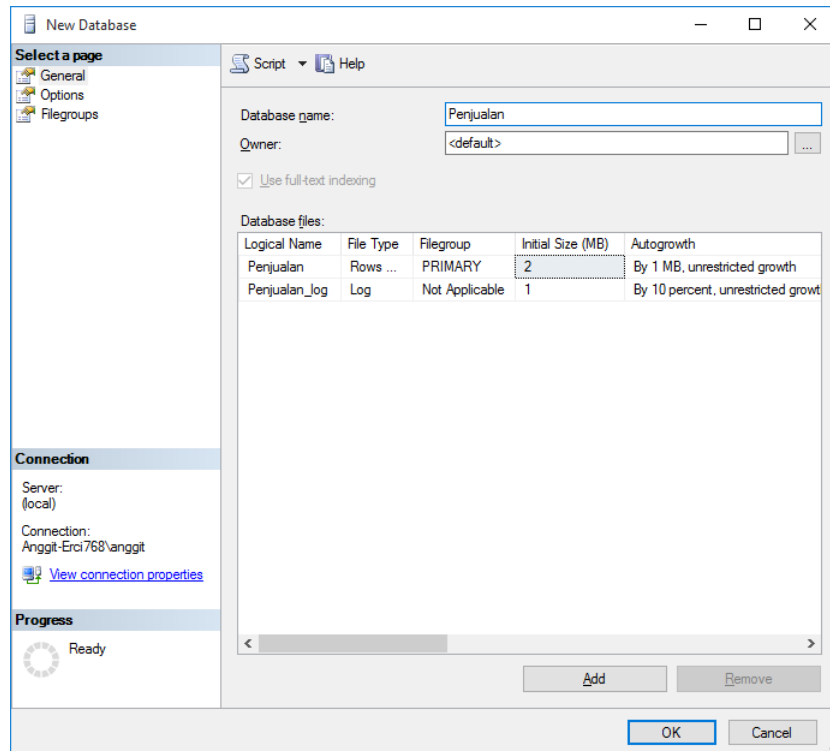 New Database
Select a page
General
Options
Filegroups
Script
Help
Database name:
Penjualan
Owner:
<default>
...
Use full-text indexing
Database files:
Logical Name File Type Filegroup Initial Size (MB) Autogrowth
Penjualan Rows ... PRIMARY 2 By 1 MB, unrestricted growth
Penjualan_log Log Not Applicable 1 By 10 percent, unrestricted growt
Connection
Server:
(local)
Connection:
Anggit-Erci768\anggit
View connection properties
Progress
Ready
Add
Remove
OK
Cancel